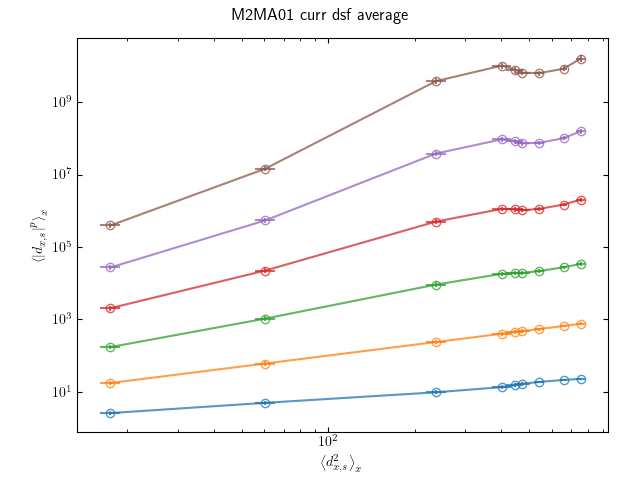 M2MA01 curr dsf average
10^9
10^7
10^5
10^3
10^1
⟨|d_{x,s}|^p⟩_x
10^2
⟨d_{x,s}^2⟩_x